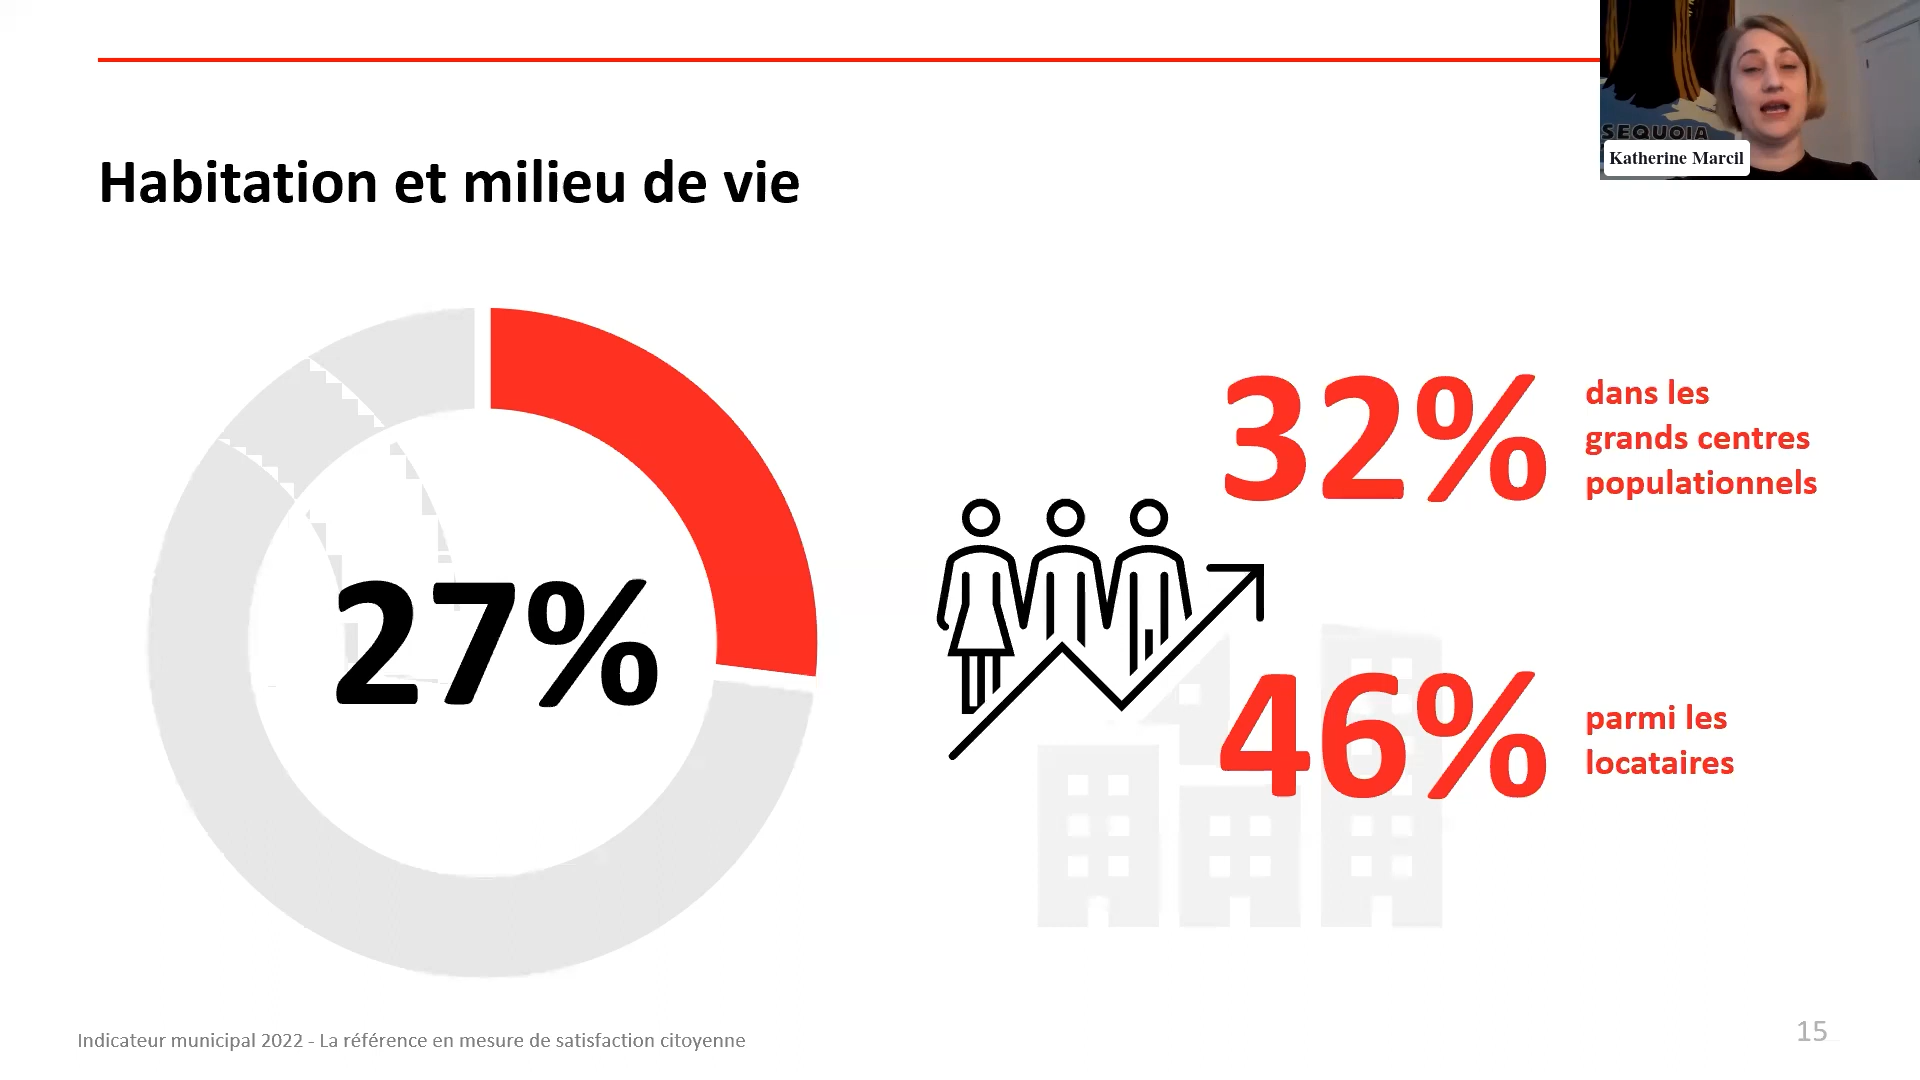 SEQUOIA
Katherine Marcil
Habitation et milieu de vie
27%
32%
dans les
grands centres
populationnels
46%
parmi les
locataires
Indicateur municipal 2022 - La référence en mesure de satisfaction citoyenne
15